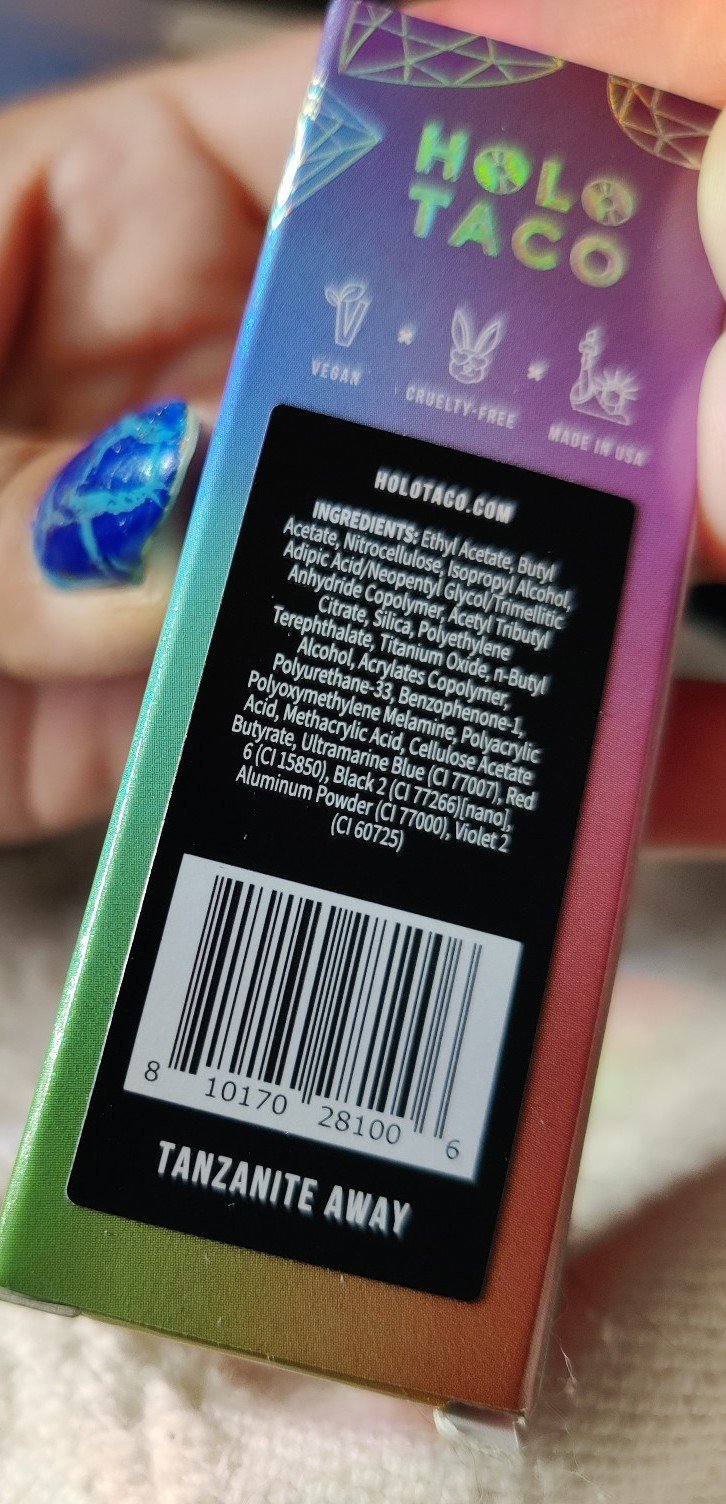 HOLO
TACO
VEGAN
CRUELTY-FREE
MADE IN USA
HOLOTACO.COM
INGREDIENTS: Ethyl Acetate, Butyl
Acetate, Nitrocellulose, Isopropyl Alcohol,
Adipic Acid/Neopentyl Glycol/Trimellitic
Anhydride Copolymer, Acetyl Tributyl
Citrate, Silica, Polyethylene
Terephthalate, Titanium Oxide, n-Butyl
Alcohol, Acrylates Copolymer,
Polyurethane-33, Benzophenone-1,
Polyoxymethylene Melamine, Polyacrylic
Acid, Methacrylic Acid, Cellulose Acetate
Butyrate, Ultramarine Blue (CI 77007), Red
6 (CI 15850), Black 2 (CI 77266)[nano],
Aluminum Powder (CI 77000), Violet 2
(CI 60725)
8 10170 28100 6
TANZANITE AWAY